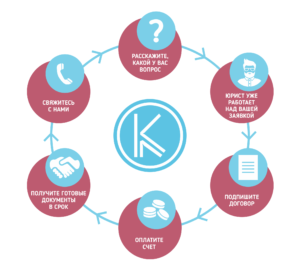 ?
РАССКАЖИТЕ,
КАКОЙ У ВАС
ВОПРОС
ЮРИСТ УЖЕ
РАБОТАЕТ
НАД ВАШЕЙ
ЗАЯВКОЙ
ПОДПИШИТЕ
ДОГОВОР
ОПЛАТИТЕ
СЧЕТ
ПОЛУЧИТЕ ГОТОВЫЕ
ДОКУМЕНТЫ
В СРОК
СВЯЖИТЕСЬ
С НАМИ
K